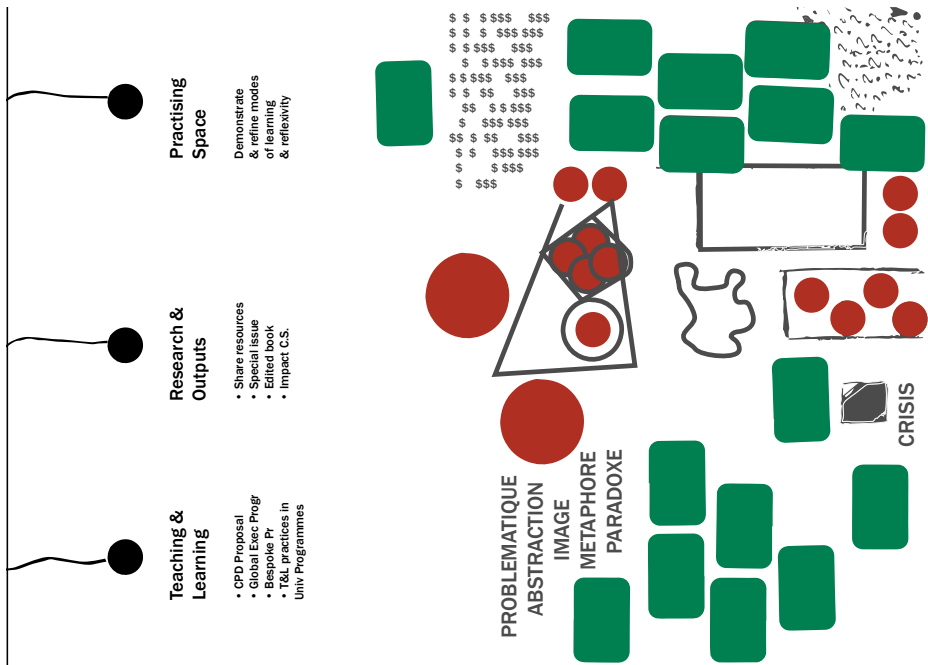 Teaching &
Learning
• CPD Proposal
• Global Exec Progr
• Bespoke Pr
• T&L practices in
Univ Programmes
Research &
Outputs
• Share resources
• Special issue
• Edited book
• Impact C.S.
Practising
Space
Demonstrate
& refine modes
of learning
& reflexivity
$ $  $ $$$   $$$
$ $  $  $$$ $$$
$ $ $$$   $$$
$  $ $$$ $$$
$ $ $$$  $$$
$ $  $$   $$$
$$  $ $ $$$
$   $$$ $$$
$$ $ $   $$$
$ $   $$$ $$$
$     $ $$$
$  $$$
PROBLEMATIQUE
ABSTRACTION
IMAGE
METAPHORE
PARADOXE
CRISIS